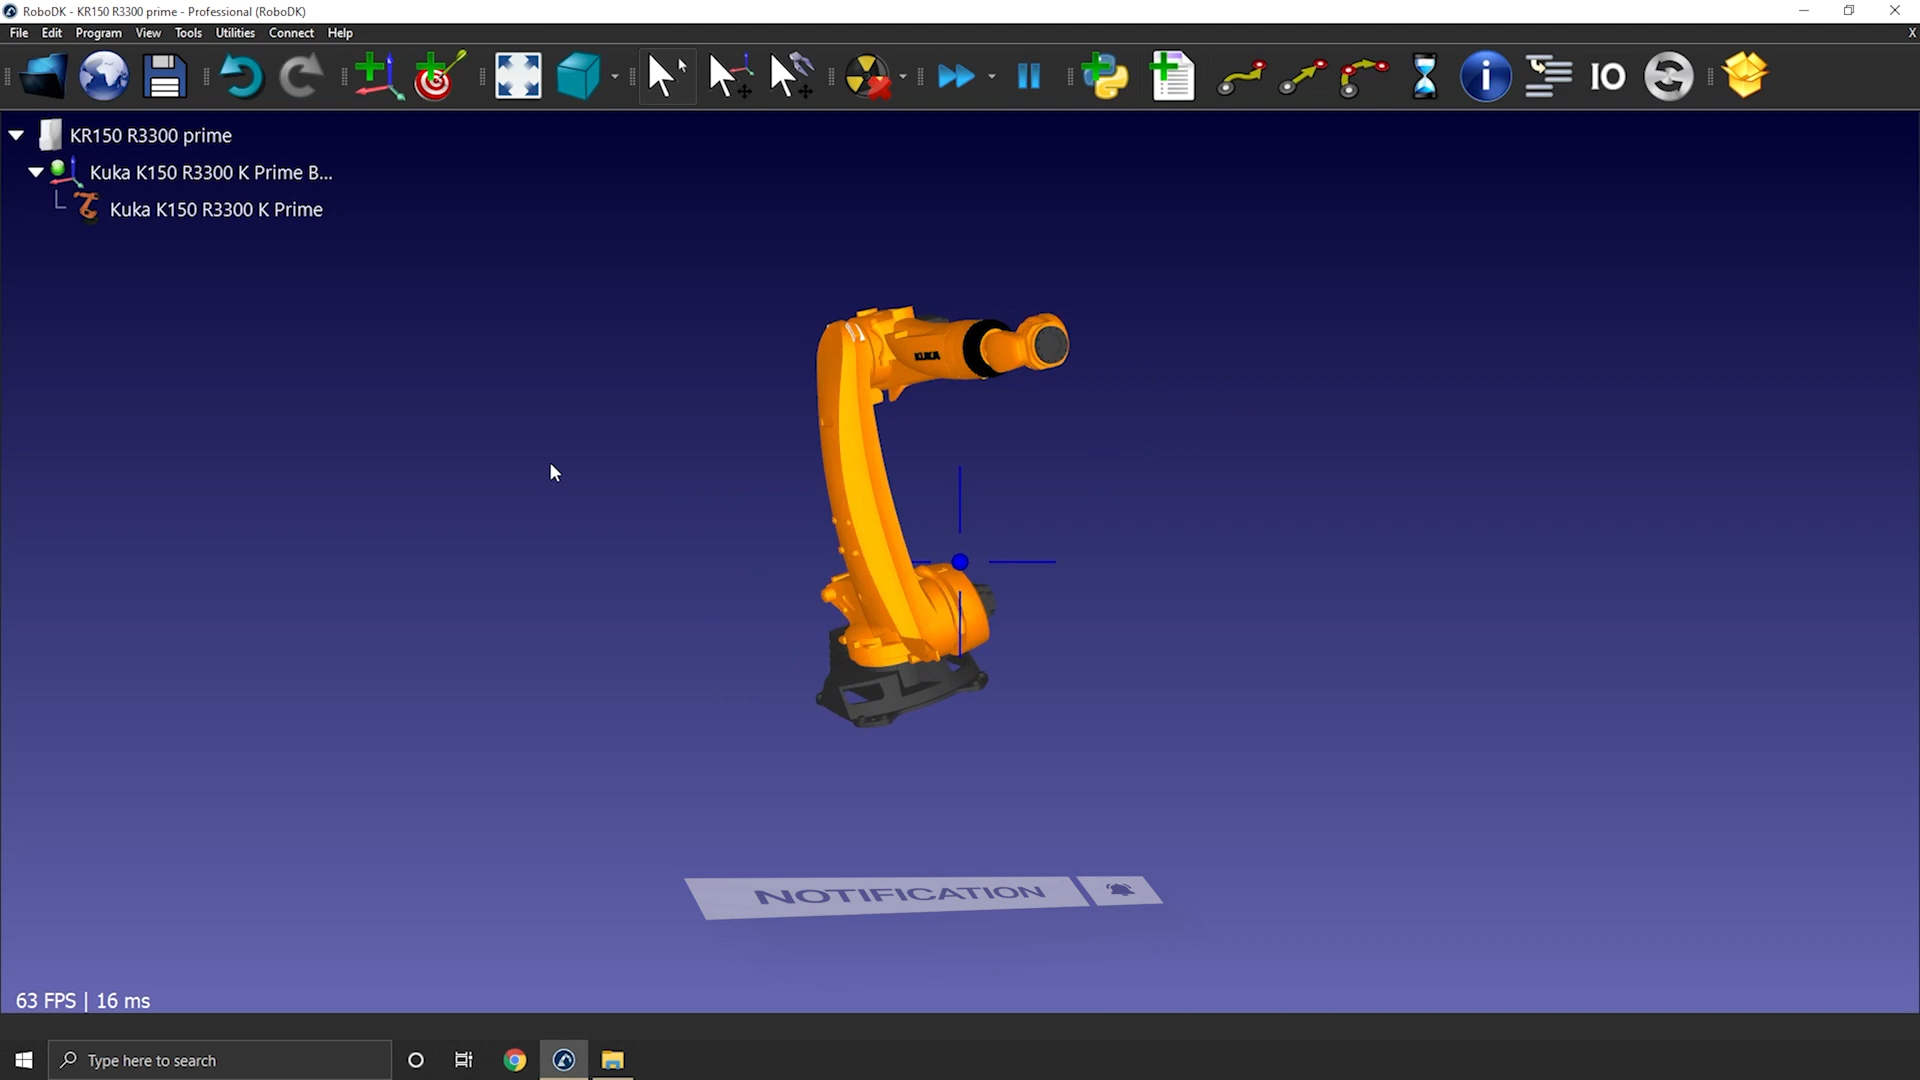 RoboDK - KR150 R3300 prime - Professional (RoboDK)
File Edit Program View Tools Utilities Connect Help X
IO
KR150 R3300 prime
Kuka K150 R3300 K Prime B...
Kuka K150 R3300 K Prime
KUKA
NOTIFICATION
63 FPS | 16 ms
Type here to search